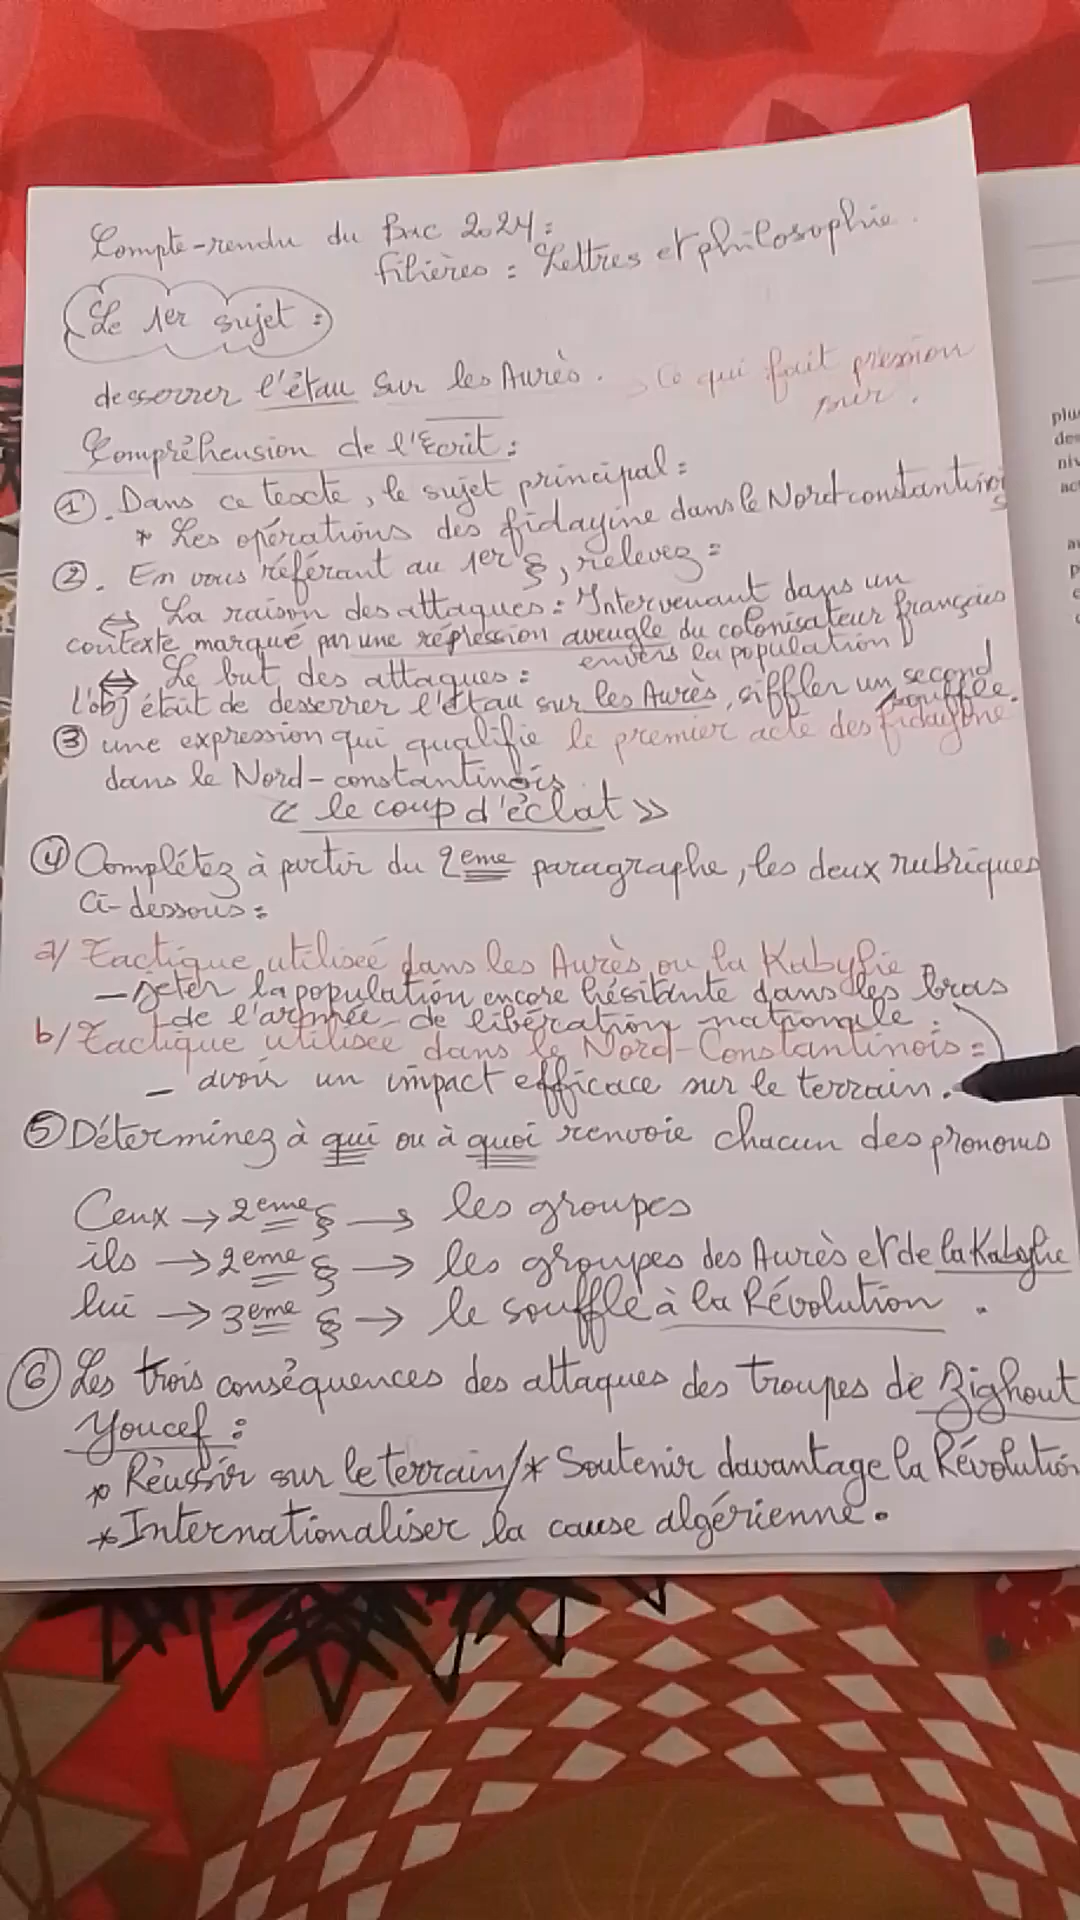 Compte-rendu du Bac 2024:
filières : Lettres et philosophie.
Le 1er sujet :
desserrer l'étau sur les Aurès. → Ce qui fait pression
sur.
Compréhension de l'Écrit :
①. Dans ce texte, le sujet principal :
* Les opérations des fidayine dans le Nord constantinois
②. En vous référant au 1er §, relevez :
⇔ La raison des attaques : Intervenant dans un
contexte marqué par une répression aveugle du colonisateur français
envers la population
⇔ Le but des attaques :
l'obj était de desserrer l'étau sur les Aurès, siffler un second
souffle.
③ une expression qui qualifie le premier acte des fidayine
dans le Nord-constantinois
« le coup d'éclat »
④ Complétez à partir du 2eme paragraphe, les deux rubriques
Ci-dessous :
a/ Tactique utilisée dans les Aurès ou la Kabylie
- Jeter la population encore hésitante dans les bras
de l'armée de libération nationale.
b/ Tactique utilisée dans le Nord-Constantinois :
- avoir un impact efficace sur le terrain.
⑤ Déterminez à qui ou à quoi renvoie chacun des pronoms
Ceux → 2eme § → les groupes
ils → 2eme § → les groupes des Aurès et de la Kabylie
lui → 3eme § → le souffle à la Révolution.
⑥ Les trois conséquences des attaques des troupes de Zighout
Youcef :
* Réussir sur le terrain /* Soutenir davantage la Révolution
* Internationaliser la cause algérienne.